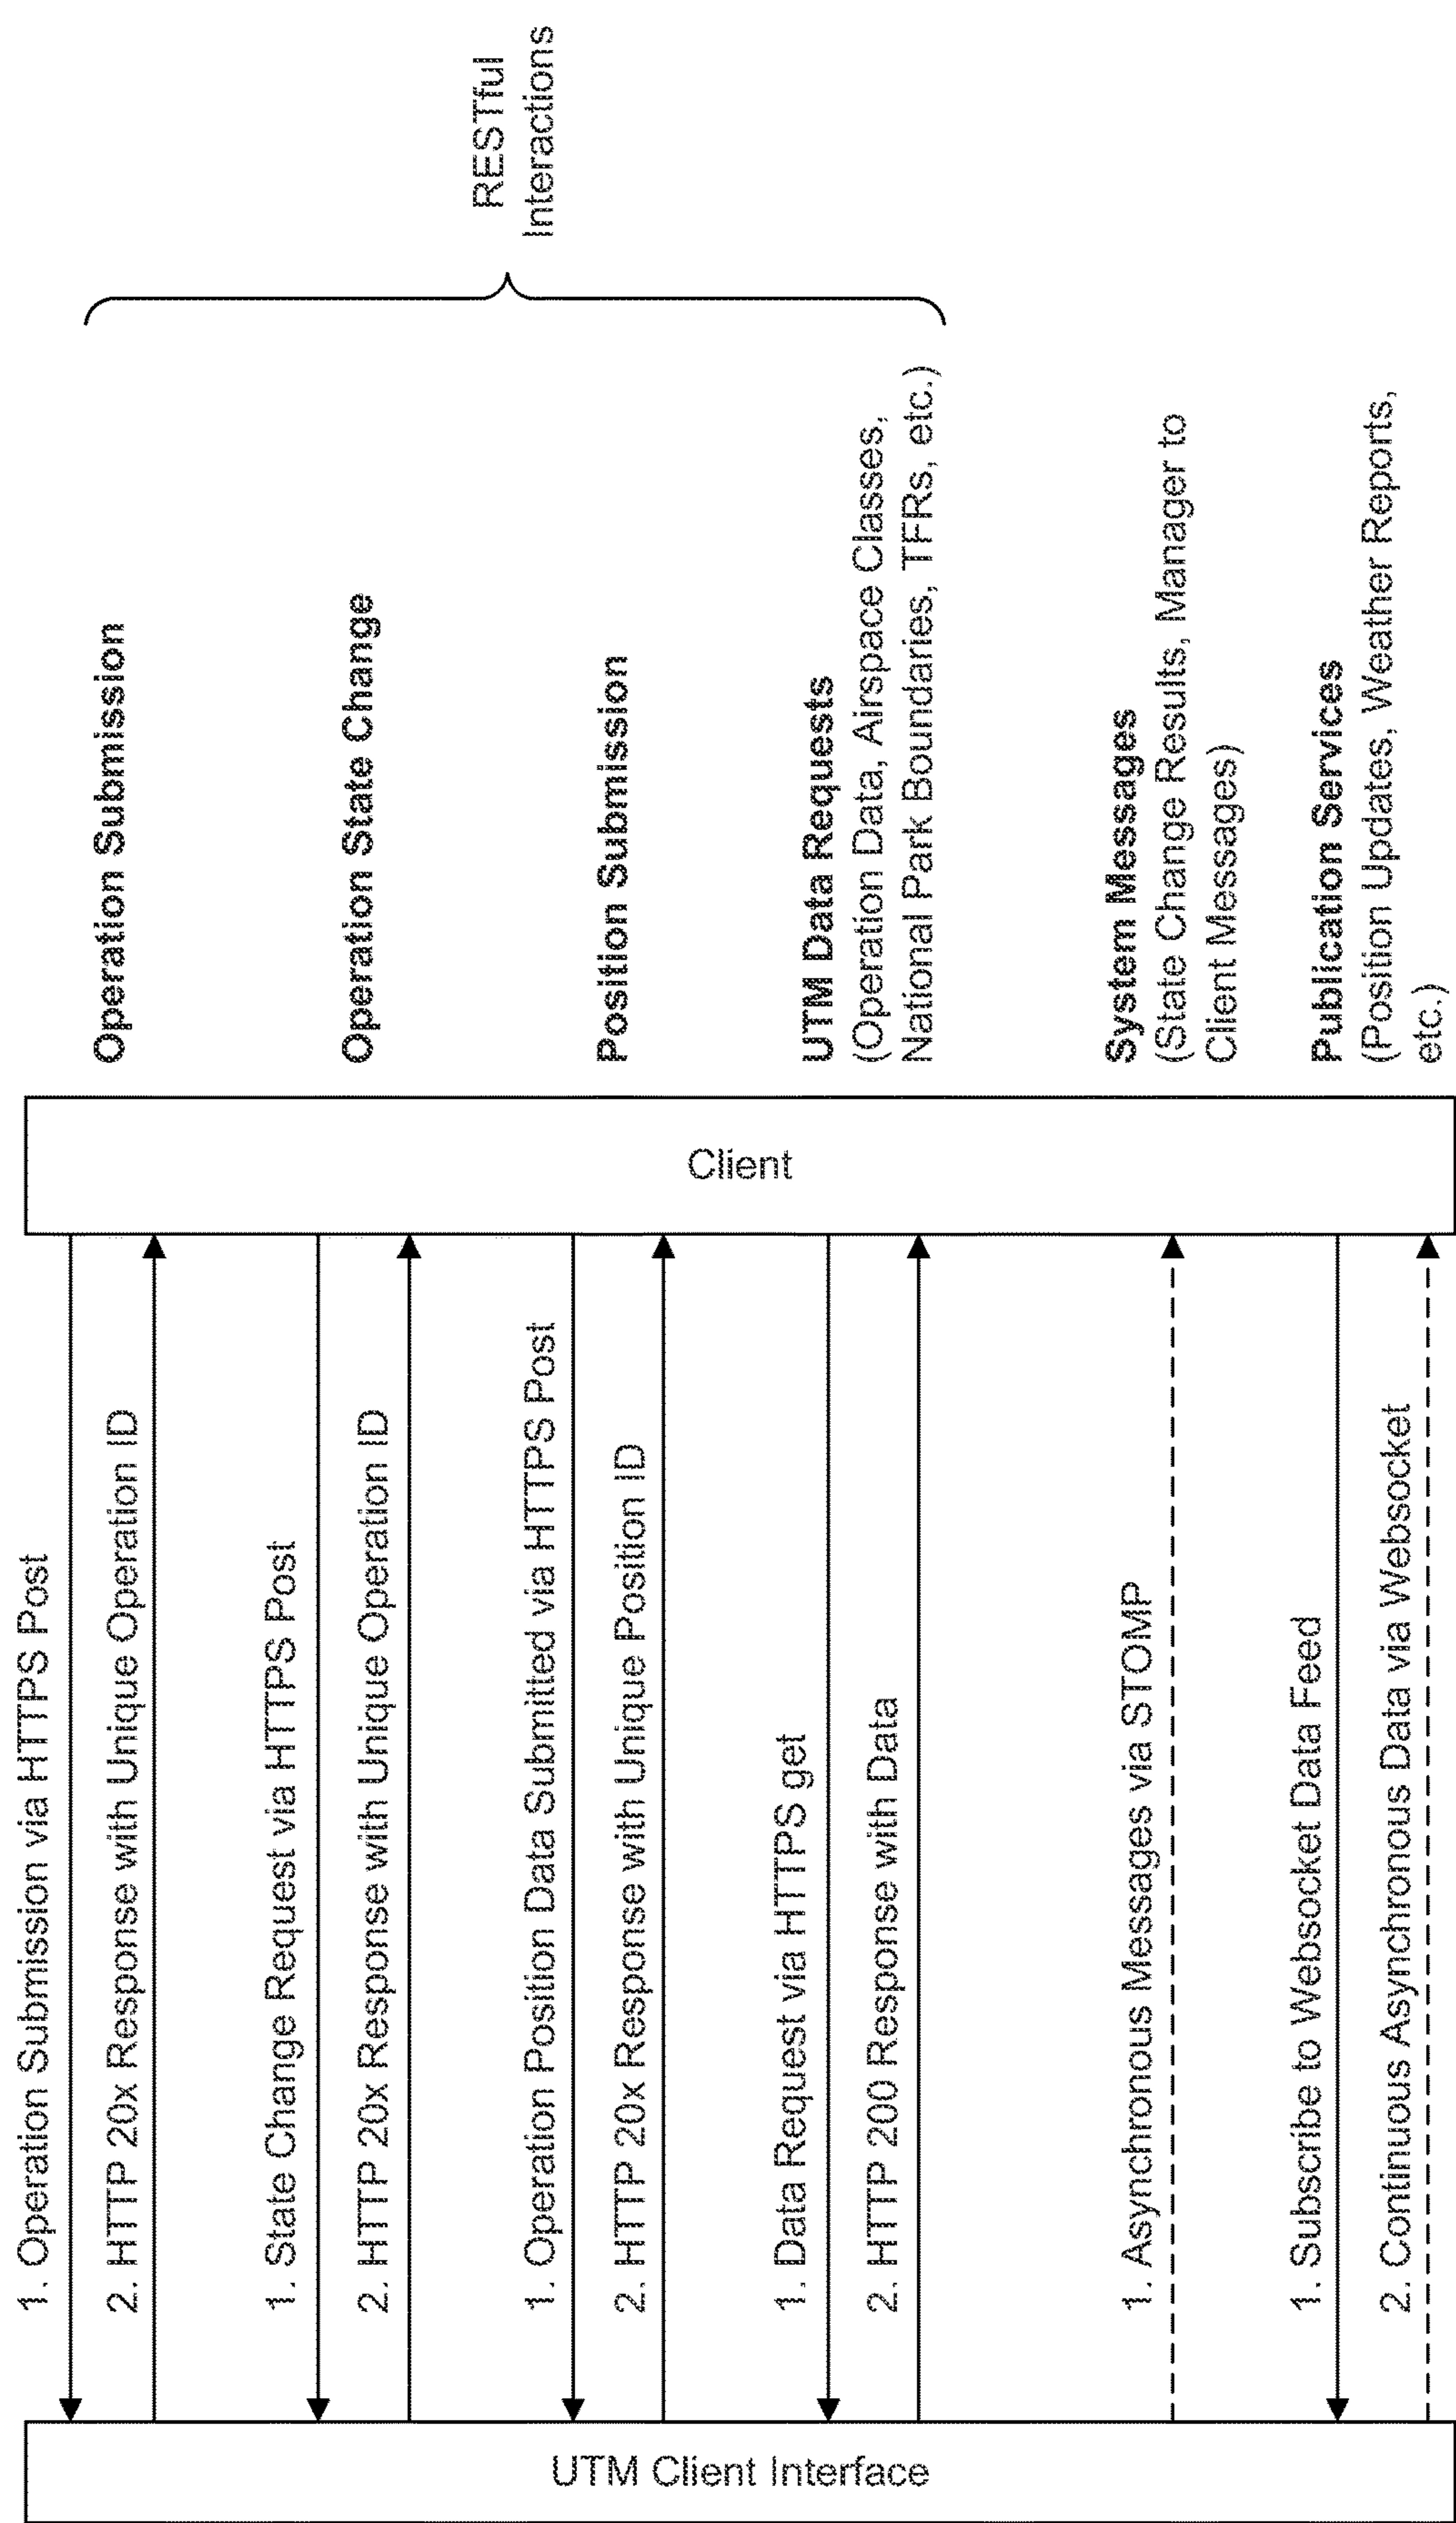 1. Operation Submission via HTTPS Post
2. HTTP 20x Response with Unique Operation ID
1. State Change Request via HTTPS Post
2. HTTP 20x Response with Unique Operation ID
1. Operation Position Data Submitted via HTTPS Post
2. HTTP 20x Response with Unique Position ID
1. Data Request via HTTPS get
2. HTTP 200 Response with Data
1. Asynchronous Messages via STOMP
1. Subscribe to Websocket Data Feed
2. Continuous Asynchronous Data via Websocket
UTM Client Interface
Client
Operation Submission
Operation State Change
Position Submission
UTM Data Requests
(Operation Data, Airspace Classes,
National Park Boundaries, TFRs, etc.)
System Messages
(State Change Results, Manager to
Client Messages)
Publication Services
(Position Updates, Weather Reports,
etc.)
RESTful
Interactions